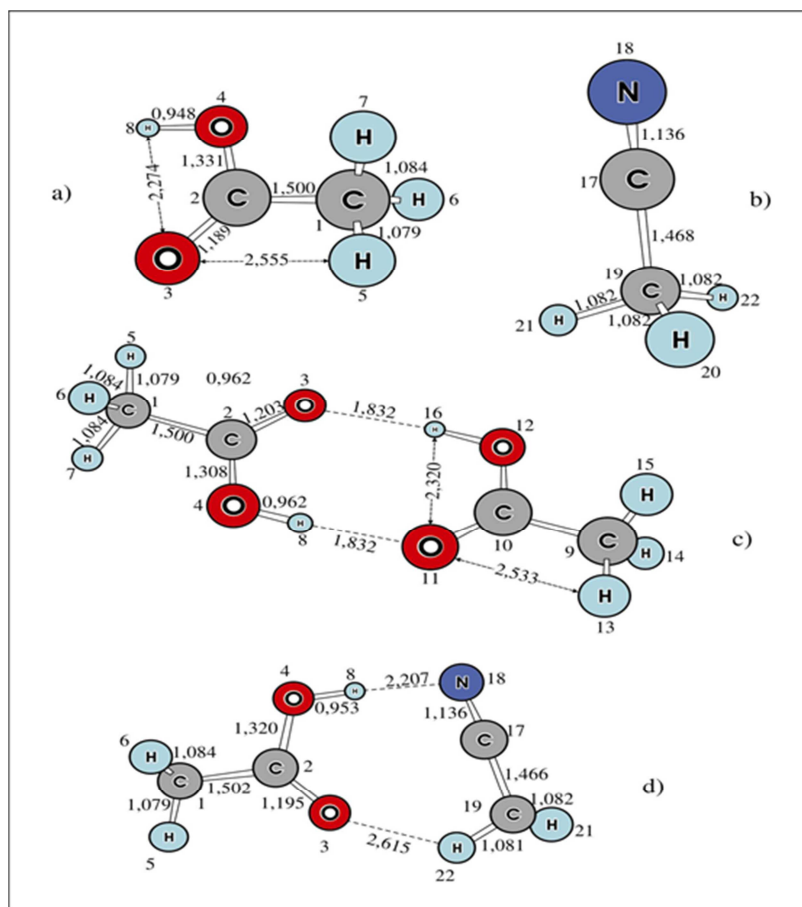 18
4
7
N
0,948
H
8
H
O
1,136
1,331
1,084
17
C
a)
2,274
C
1,500
C
H
6
b)
2
1
1,189
1,079
1,468
O
2,555
H
3
5
19
C
1,082
H
22
1,082
H
21
1,082
H
20
5
H
1,084
1,079
0,962
3
6
H
1
O
1,832
16
C
2
1,203
H
12
1,084
1,500
C
O
H
7
1,308
2,320
15
H
O
0,962
C
4
H
8
1,832
O
10
C
c)
9
H
14
11
2,533
H
13
4
8
O
H
2,207
N
18
0,953
6
1,320
1,136
17
H
1,084
C
C
2
C
1,502
1,466
d)
1,079
1
1,195
19
1,082
O
C
H
5
3
2,615
H
1,081
H
21
22